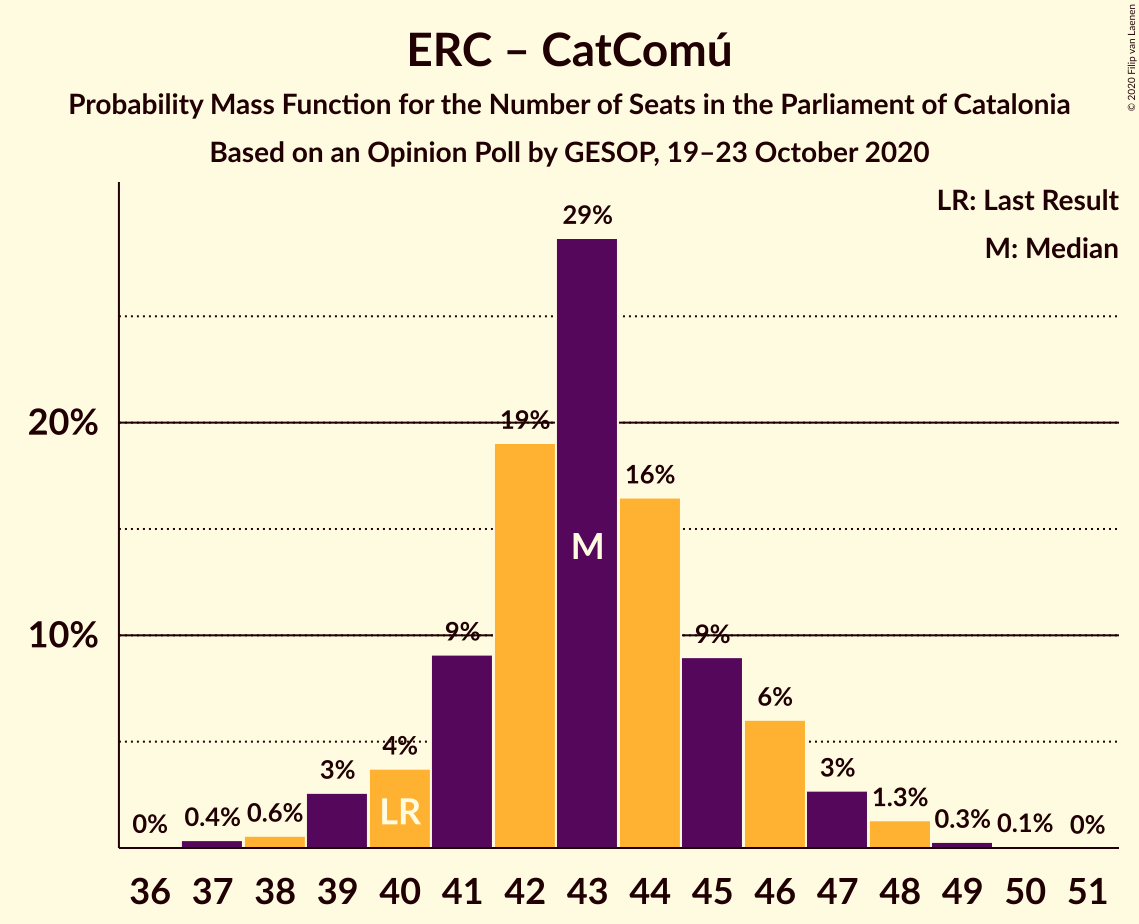 ERC – CatComú
Probability Mass Function for the Number of Seats in the Parliament of Catalonia
Based on an Opinion Poll by GESOP, 19–23 October 2020
© 2020 Filip van Laenen
LR: Last Result
M: Median
20%
10%
0%
0.4%
0.6%
3%
4%
9%
19%
29%
16%
9%
6%
3%
1.3%
0.3%
0.1%
0%
LR
M
36 37 38 39 40 41 42 43 44 45 46 47 48 49 50 51